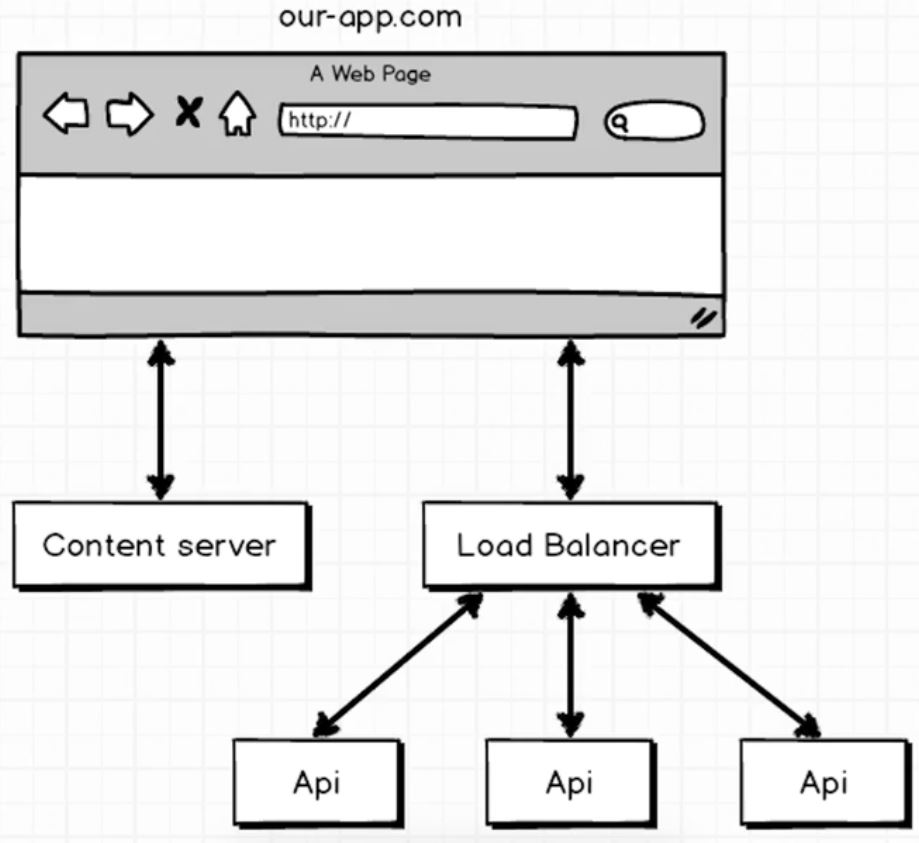 our-app.com
A Web Page
http://
Content server
Load Balancer
Api
Api
Api